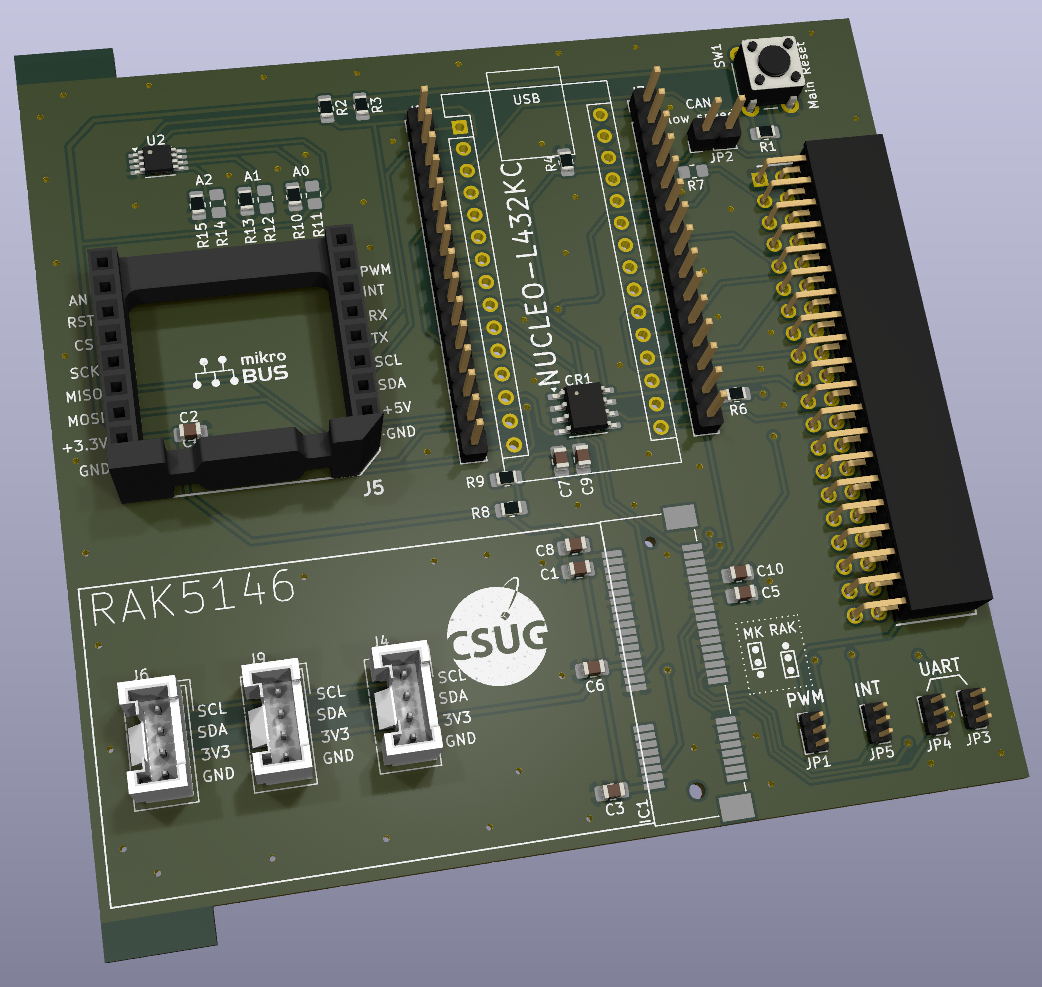 SW1
Main Reset
USB
CAN
R2
R3
R1
JP2
U2
R4
R7
A2
A1
A0
R15
R14
R13
R12
R10
R11
NUCLEO-L432KC
PWM
INT
RX
TX
SCL
SDA
+5V
GND
AN
RST
CS
SCK
MISO
MOSI
+3.3V
GND
mikro
BUS
C2
J5
CR1
R6
C7
C9
R9
R8
C8
C1
C10
C5
RAK5146
CSUG
C6
MK RAK
PWM
INT
UART
JP1
JP5
JP4
JP3
J6
SCL
SDA
3V3
GND
J9
SCL
SDA
3V3
GND
J4
SCL
SDA
3V3
GND
C3
IC1